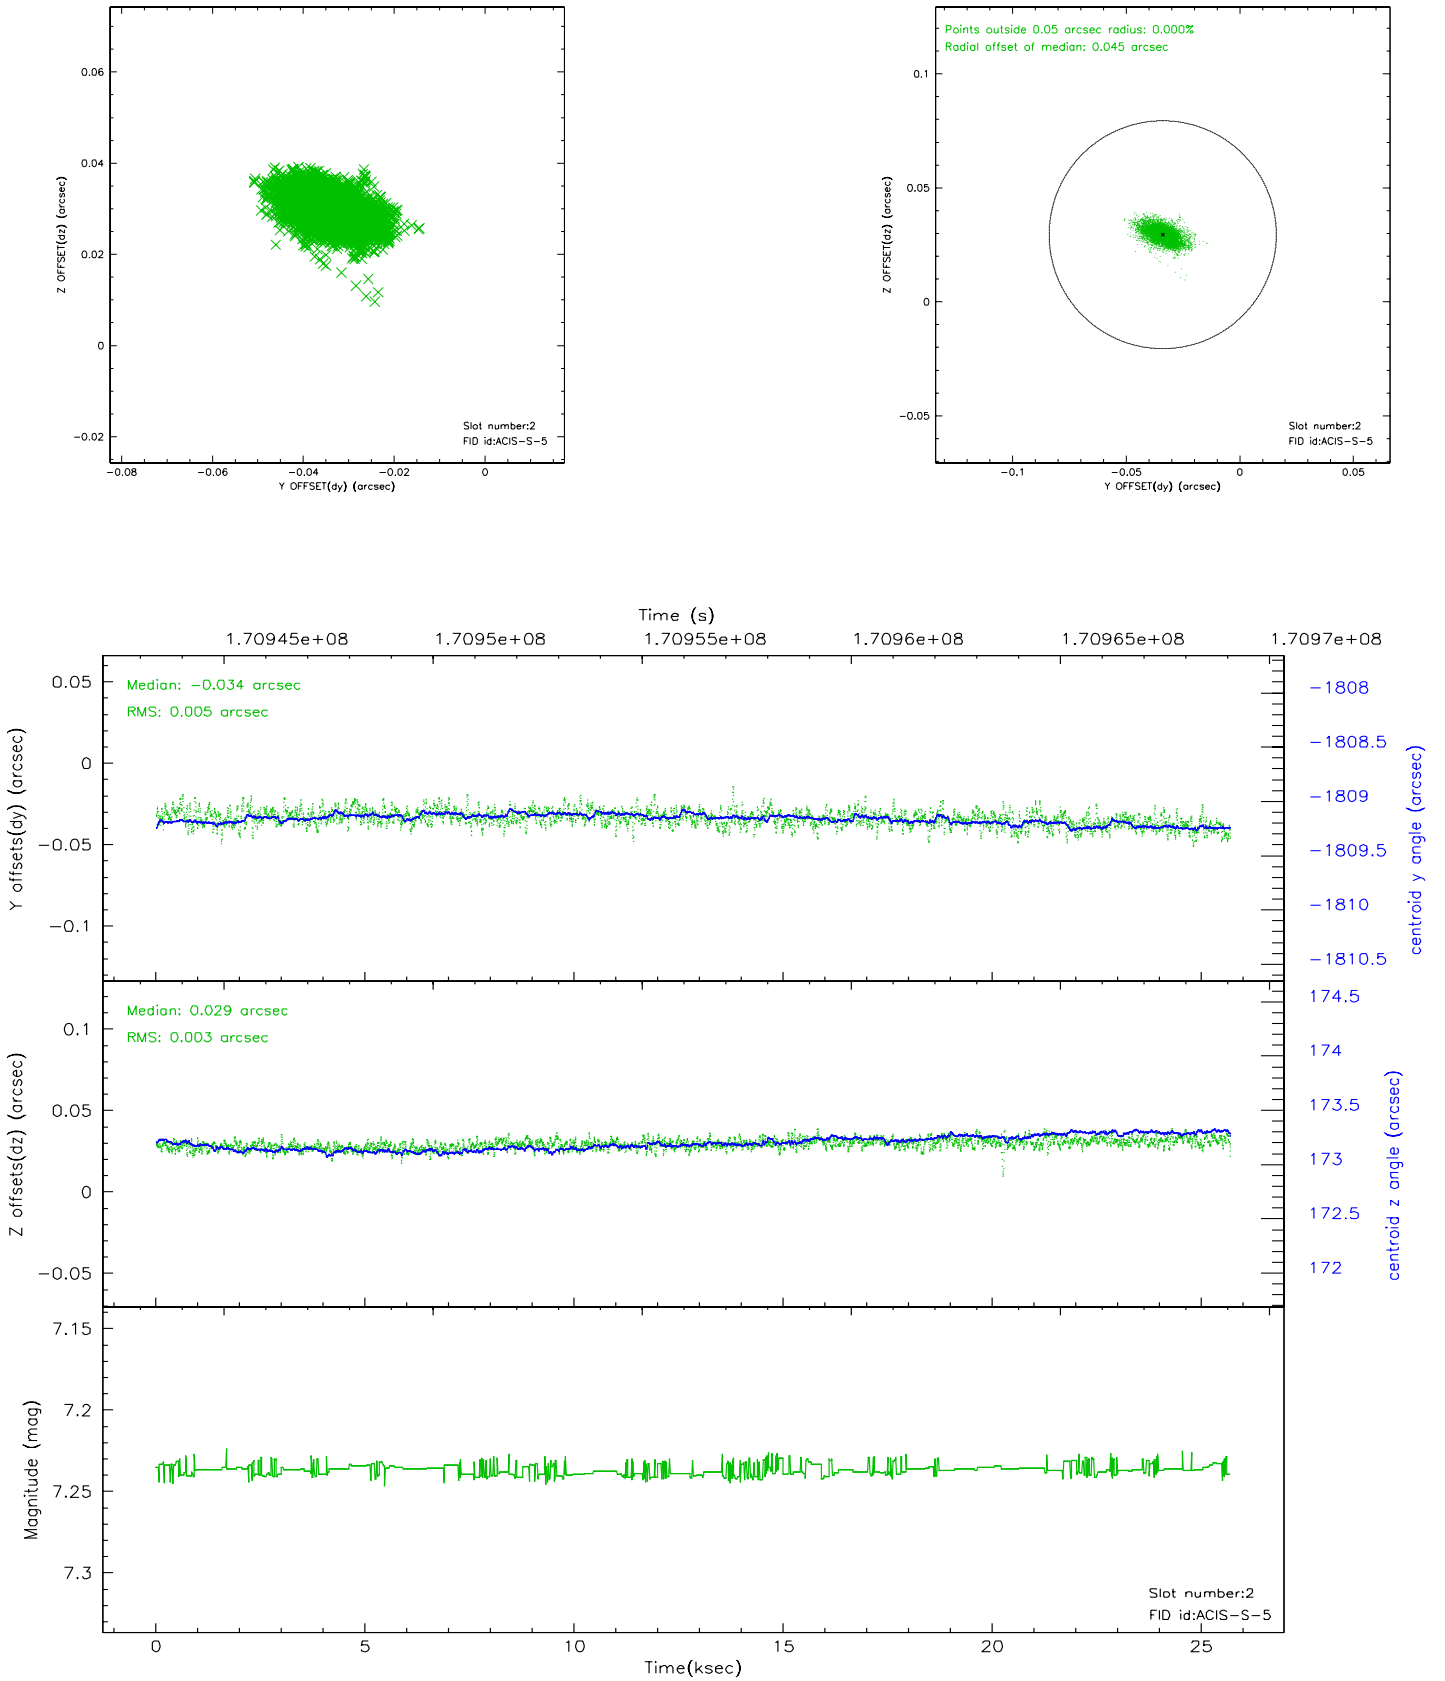 0.06
0.04
0.02
0
−0.02
Z OFFSET(dz) (arcsec)
Slot number:2
FID id:ACIS−S−5
−0.08 −0.06 −0.04 −0.02 0
Y OFFSET(dy) (arcsec)
Points outside 0.05 arcsec radius: 0.000%
Radial offset of median: 0.045 arcsec
0.1
0.05
0
−0.05
Z OFFSET(dz) (arcsec)
Slot number:2
FID id:ACIS−S−5
−0.1 −0.05 0 0.05
Y OFFSET(dy) (arcsec)
Time (s)
1.70945e+08 1.7095e+08 1.70955e+08 1.7096e+08 1.70965e+08 1.7097e+08
Median: −0.034 arcsec
RMS: 0.005 arcsec
0.05
0
−0.05
−0.1
Y offsets(dy) (arcsec)
−1808
−1808.5
−1809
−1809.5
−1810
−1810.5
centroid y angle (arcsec)
Median: 0.029 arcsec
RMS: 0.003 arcsec
0.1
0.05
0
−0.05
Z offsets(dz) (arcsec)
174.5
174
173.5
173
172.5
172
centroid z angle (arcsec)
7.15
7.2
7.25
7.3
Magnitude (mag)
Slot number:2
FID id:ACIS−S−5
0 5 10 15 20 25
Time(ksec)